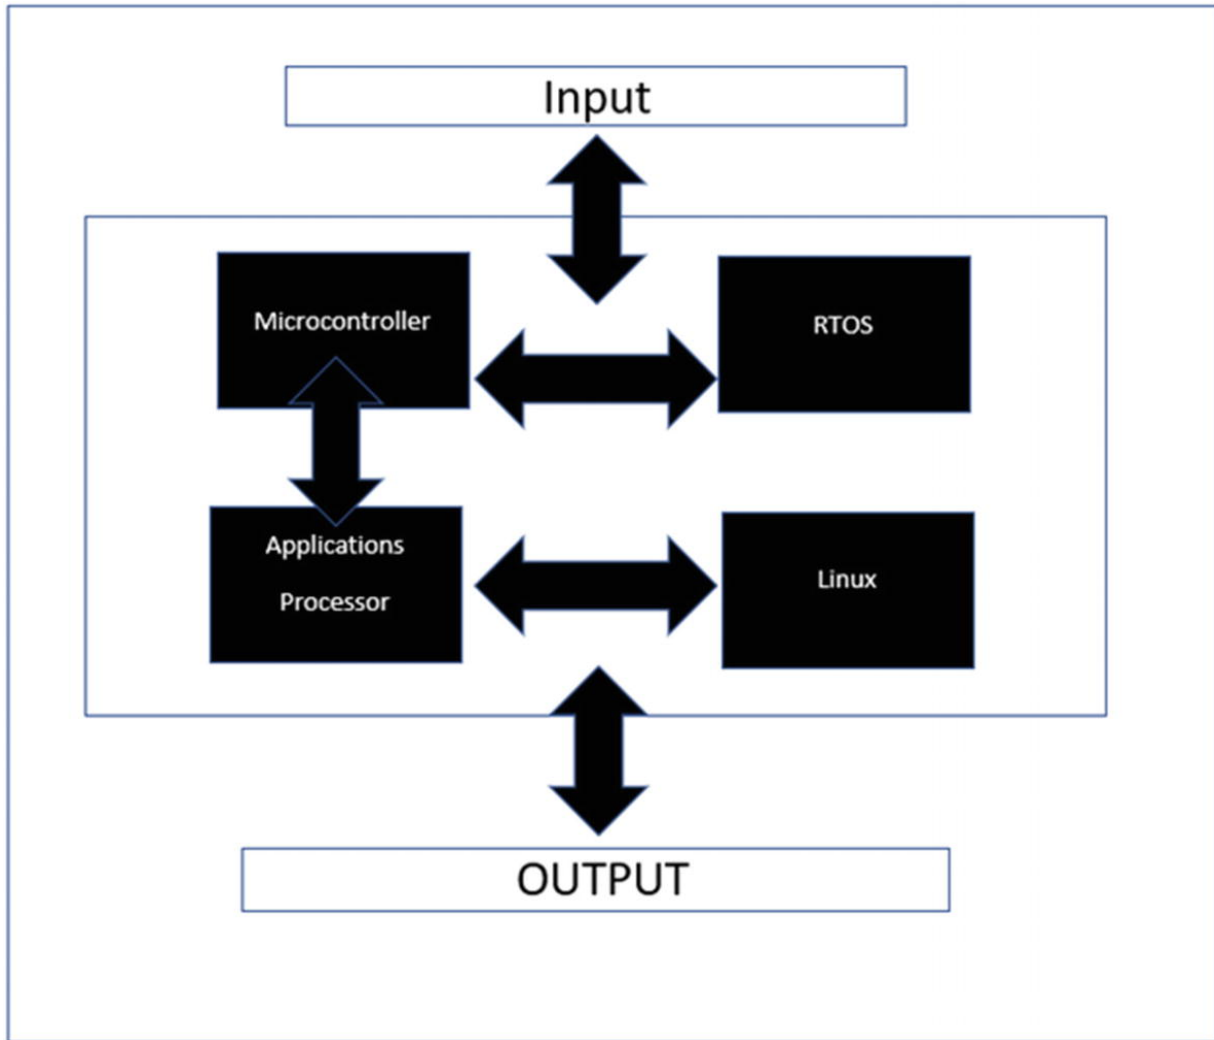 Input
Microcontroller
RTOS
Applications
Processor
Linux
OUTPUT